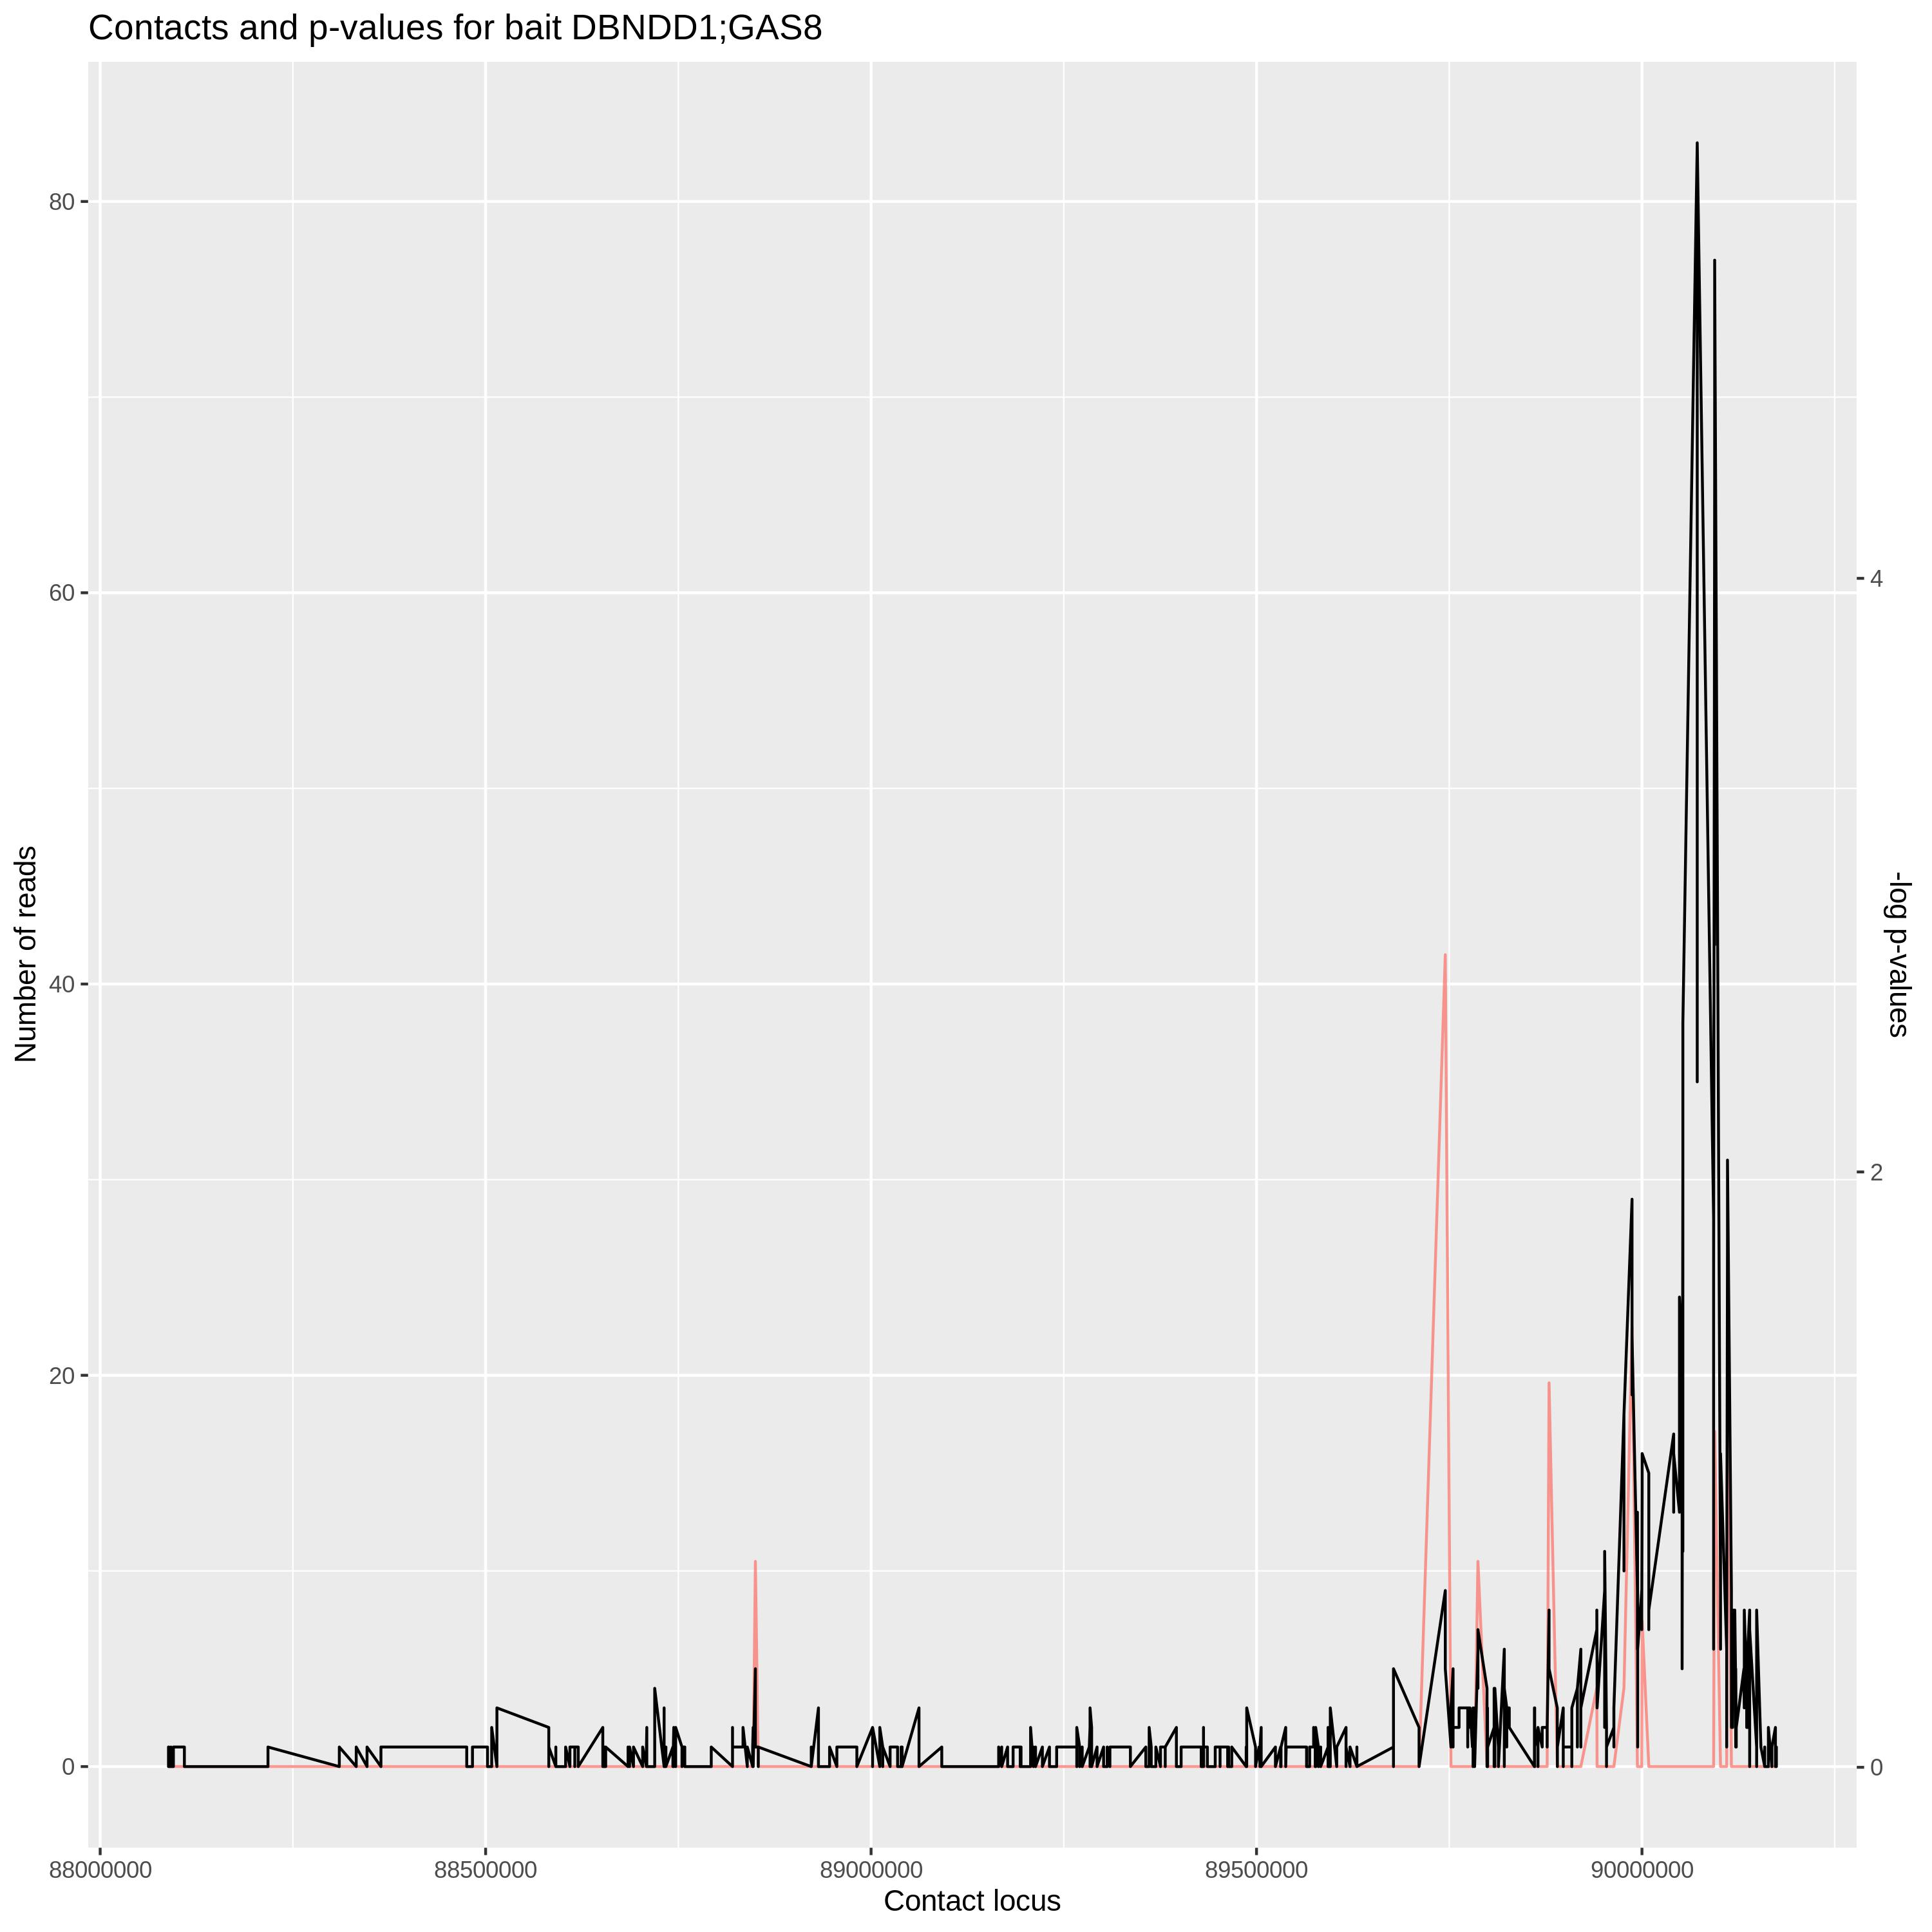 Contacts and p-values for bait DBNDD1;GAS8
80
60
40
20
0
Number of reads
4
2
0
-log p-values
88000000 88500000 89000000 89500000 90000000
Contact locus